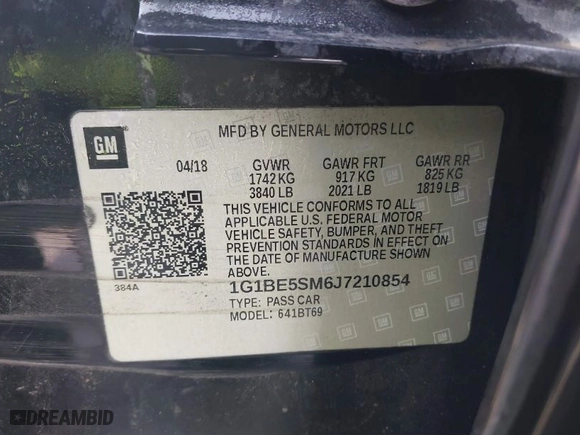 GM
MFD BY GENERAL MOTORS LLC
04/18 GVWR GAWR FRT GAWR RR
1742 KG 917 KG 825 KG
3840 LB 2021 LB 1819 LB
THIS VEHICLE CONFORMS TO ALL
APPLICABLE U.S. FEDERAL MOTOR
VEHICLE SAFETY, BUMPER, AND THEFT
PREVENTION STANDARDS IN EFFECT ON
THE DATE OF MANUFACTURE SHOWN
ABOVE.
384A
1G1BE5SM6J7210854
TYPE: PASS CAR
MODEL: 641BT69
DREAMBID